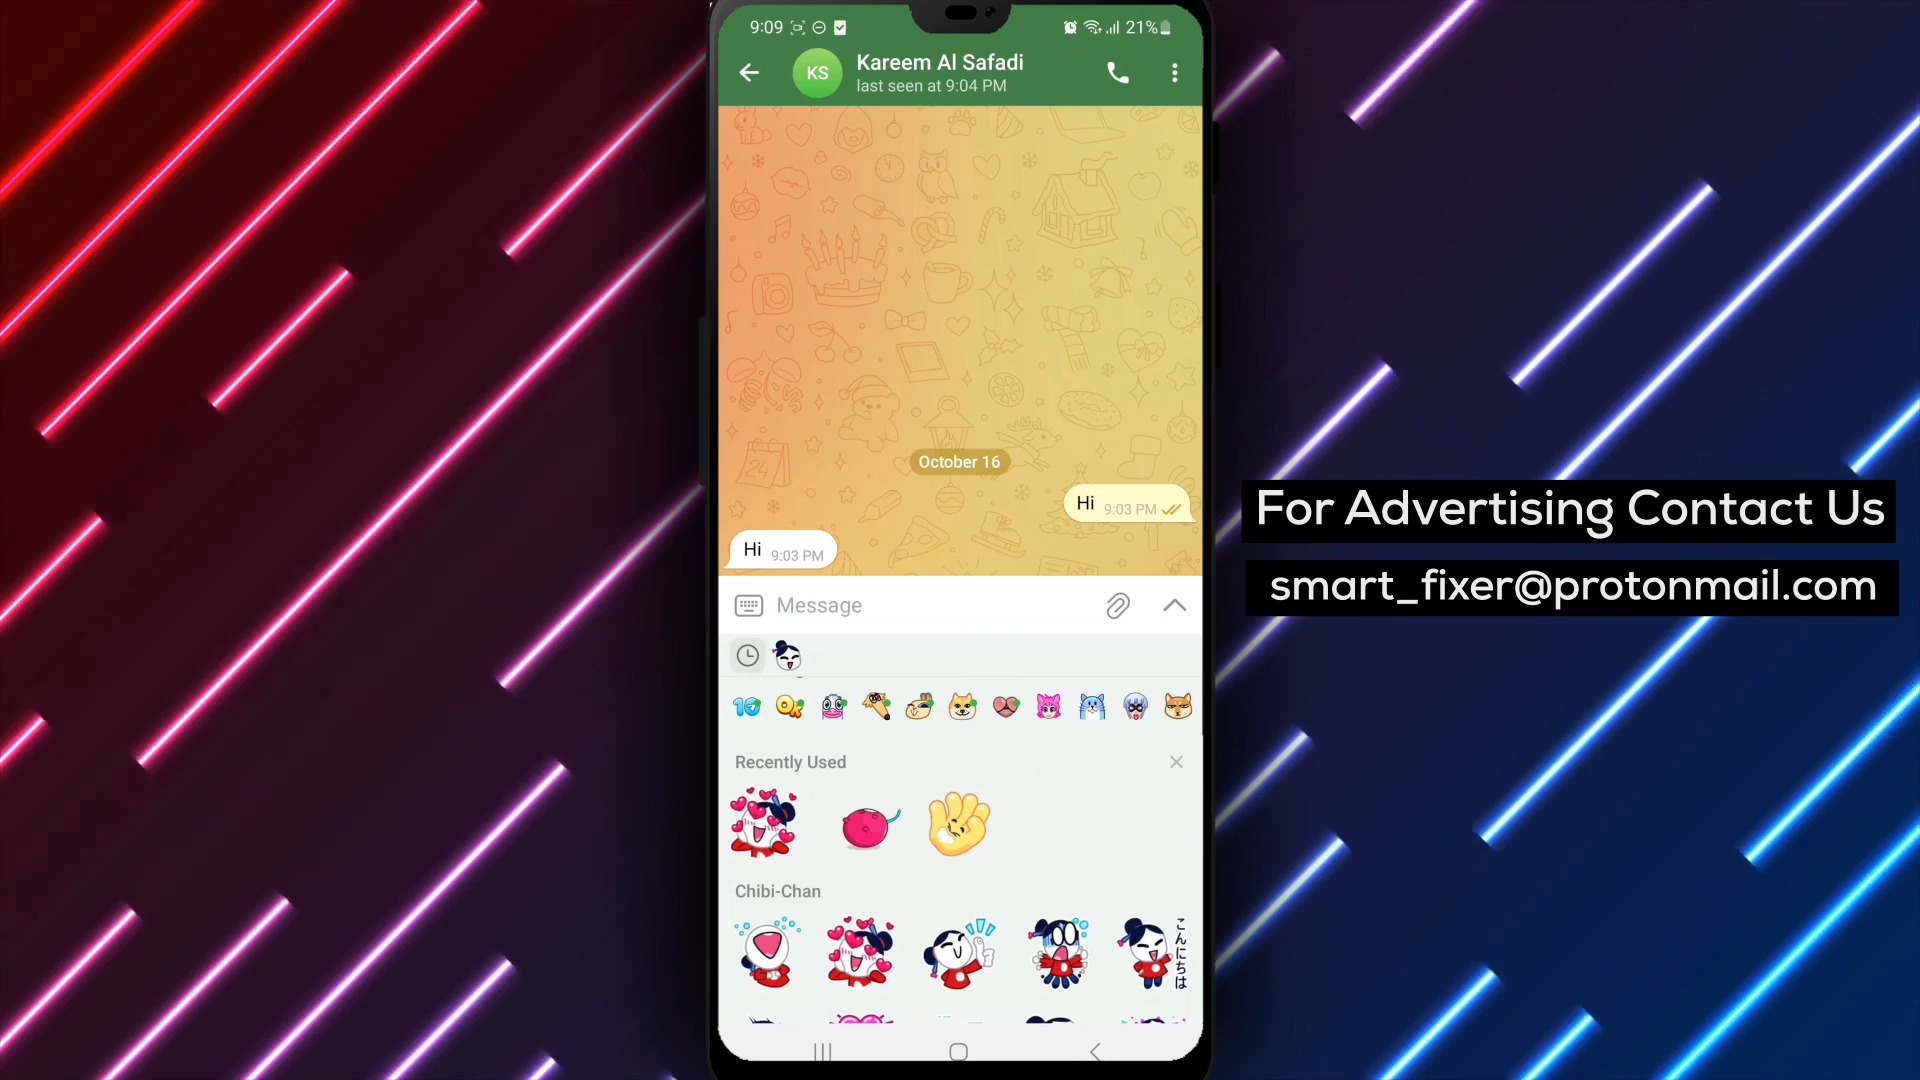 9:09
21%
KS
Kareem Al Safadi
last seen at 9:04 PM
24
October 16
Hi 9:03 PM
Hi 9:03 PM
Message
Recently Used
Chibi-Chan
こんにちは
For Advertising Contact Us
smart_fixer@protonmail.com